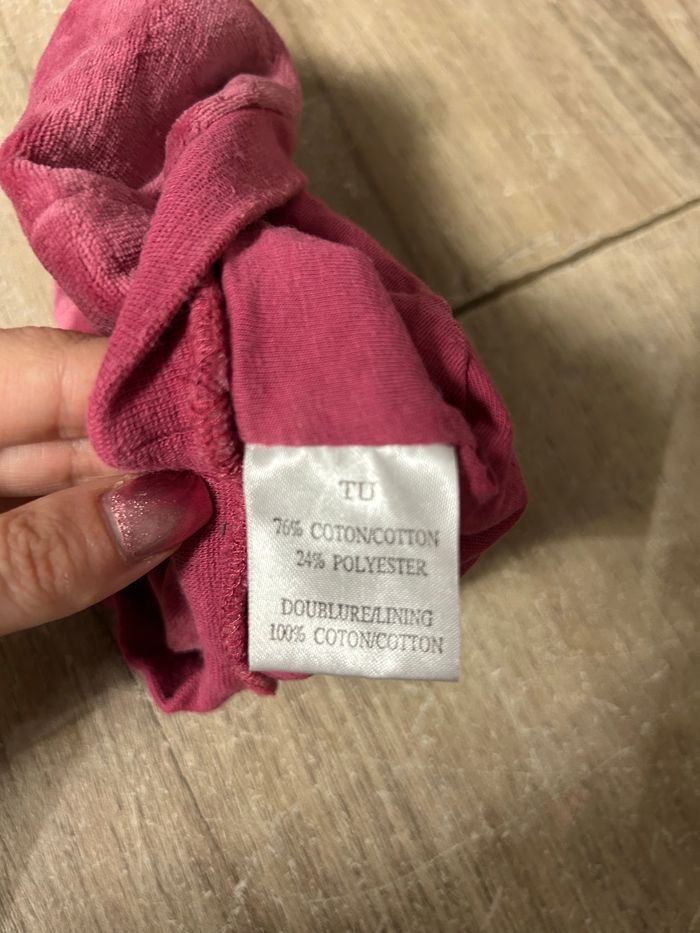 TU
76% COTON/COTTON
24% POLYESTER
DOUBLURE/LINING
100% COTON/COTTON